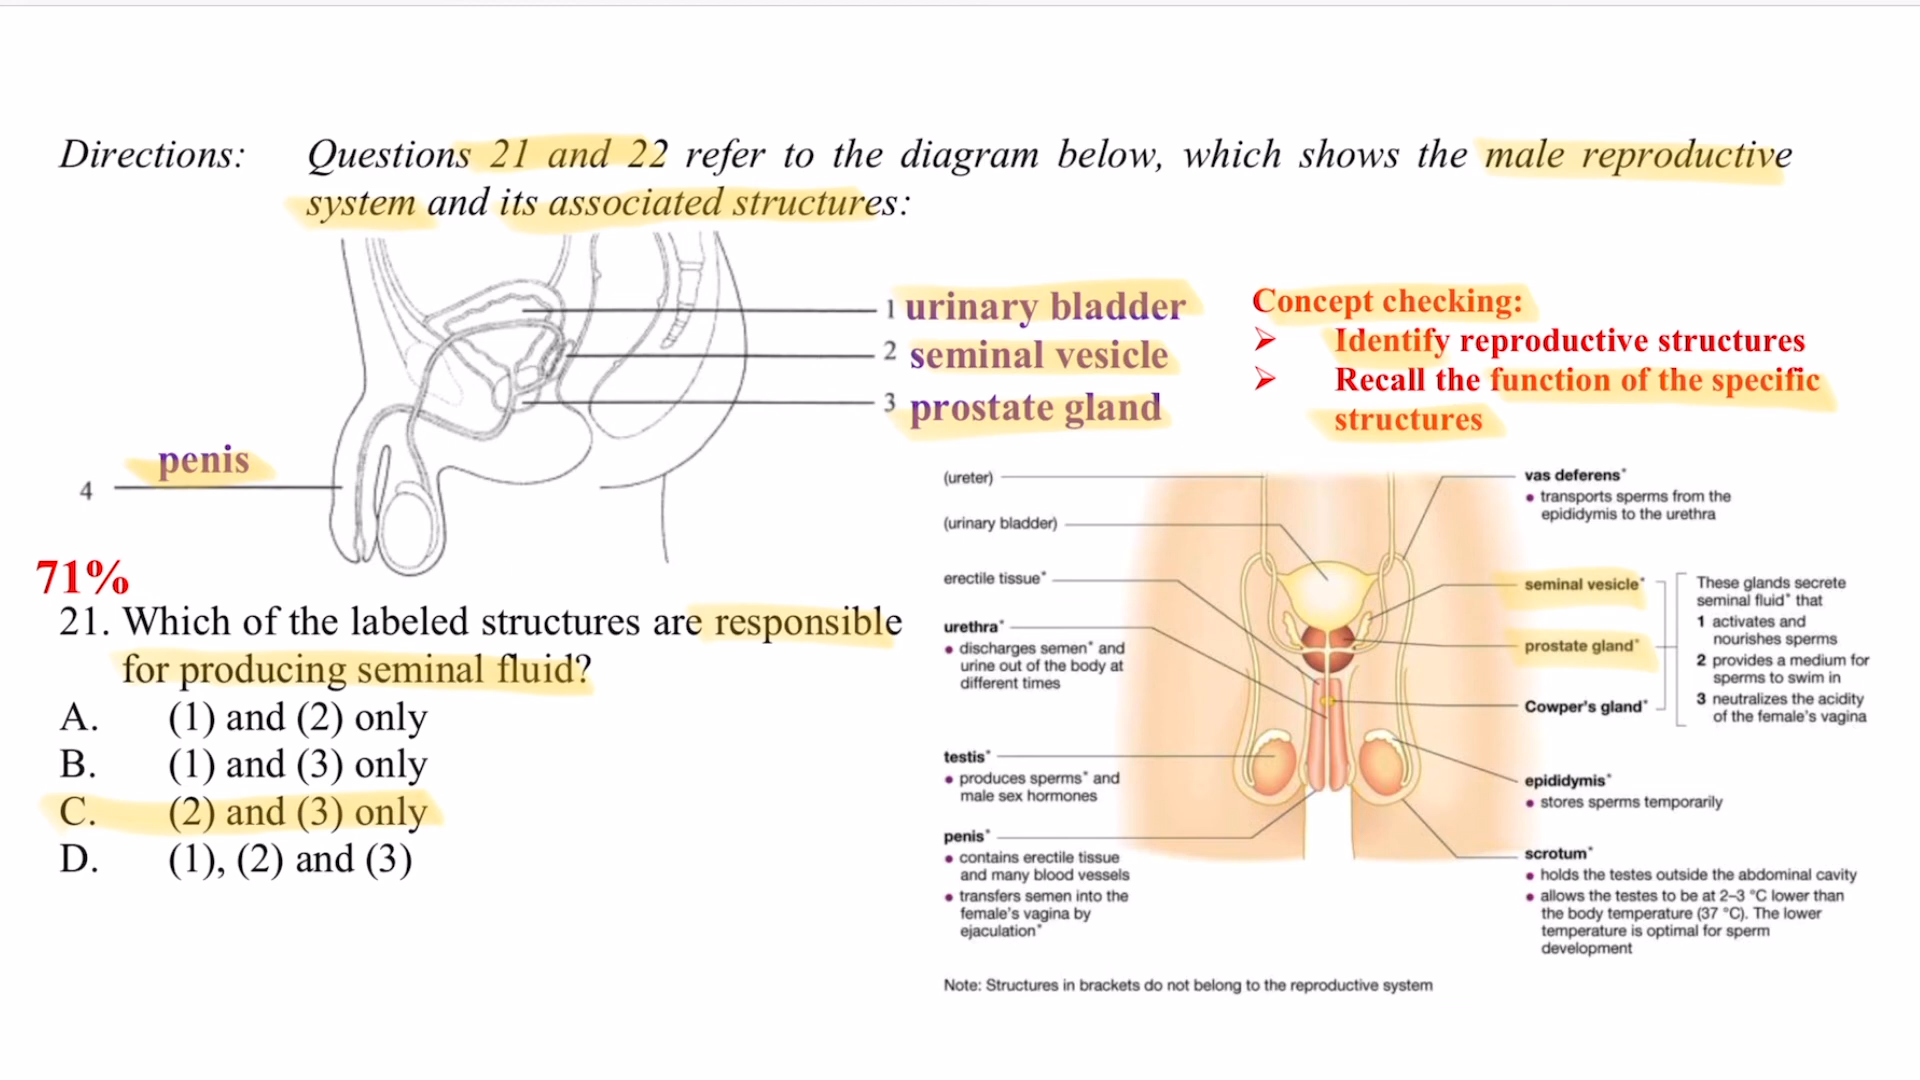 Directions: Questions 21 and 22 refer to the diagram below, which shows the male reproductive
system and its associated structures:
1 urinary bladder
2 seminal vesicle
3 prostate gland
penis
4
Concept checking:
➢ Identify reproductive structures
➢ Recall the function of the specific
structures
71%
21. Which of the labeled structures are responsible
for producing seminal fluid?
A. (1) and (2) only
B. (1) and (3) only
C. (2) and (3) only
D. (1), (2) and (3)
(ureter)
(urinary bladder)
erectile tissue*
urethra*
• discharges semen* and
urine out of the body at
different times
testis*
• produces sperms* and
male sex hormones
penis*
• contains erectile tissue
and many blood vessels
• transfers semen into the
female's vagina by
ejaculation*
vas deferens*
• transports sperms from the
epididymis to the urethra
seminal vesicle*
prostate gland*
Cowper's gland*
These glands secrete
seminal fluid* that
1 activates and
nourishes sperms
2 provides a medium for
sperms to swim in
3 neutralizes the acidity
of the female's vagina
epididymis*
• stores sperms temporarily
scrotum*
• holds the testes outside the abdominal cavity
• allows the testes to be at 2–3 °C lower than
the body temperature (37 °C). The lower
temperature is optimal for sperm
development
Note: Structures in brackets do not belong to the reproductive system